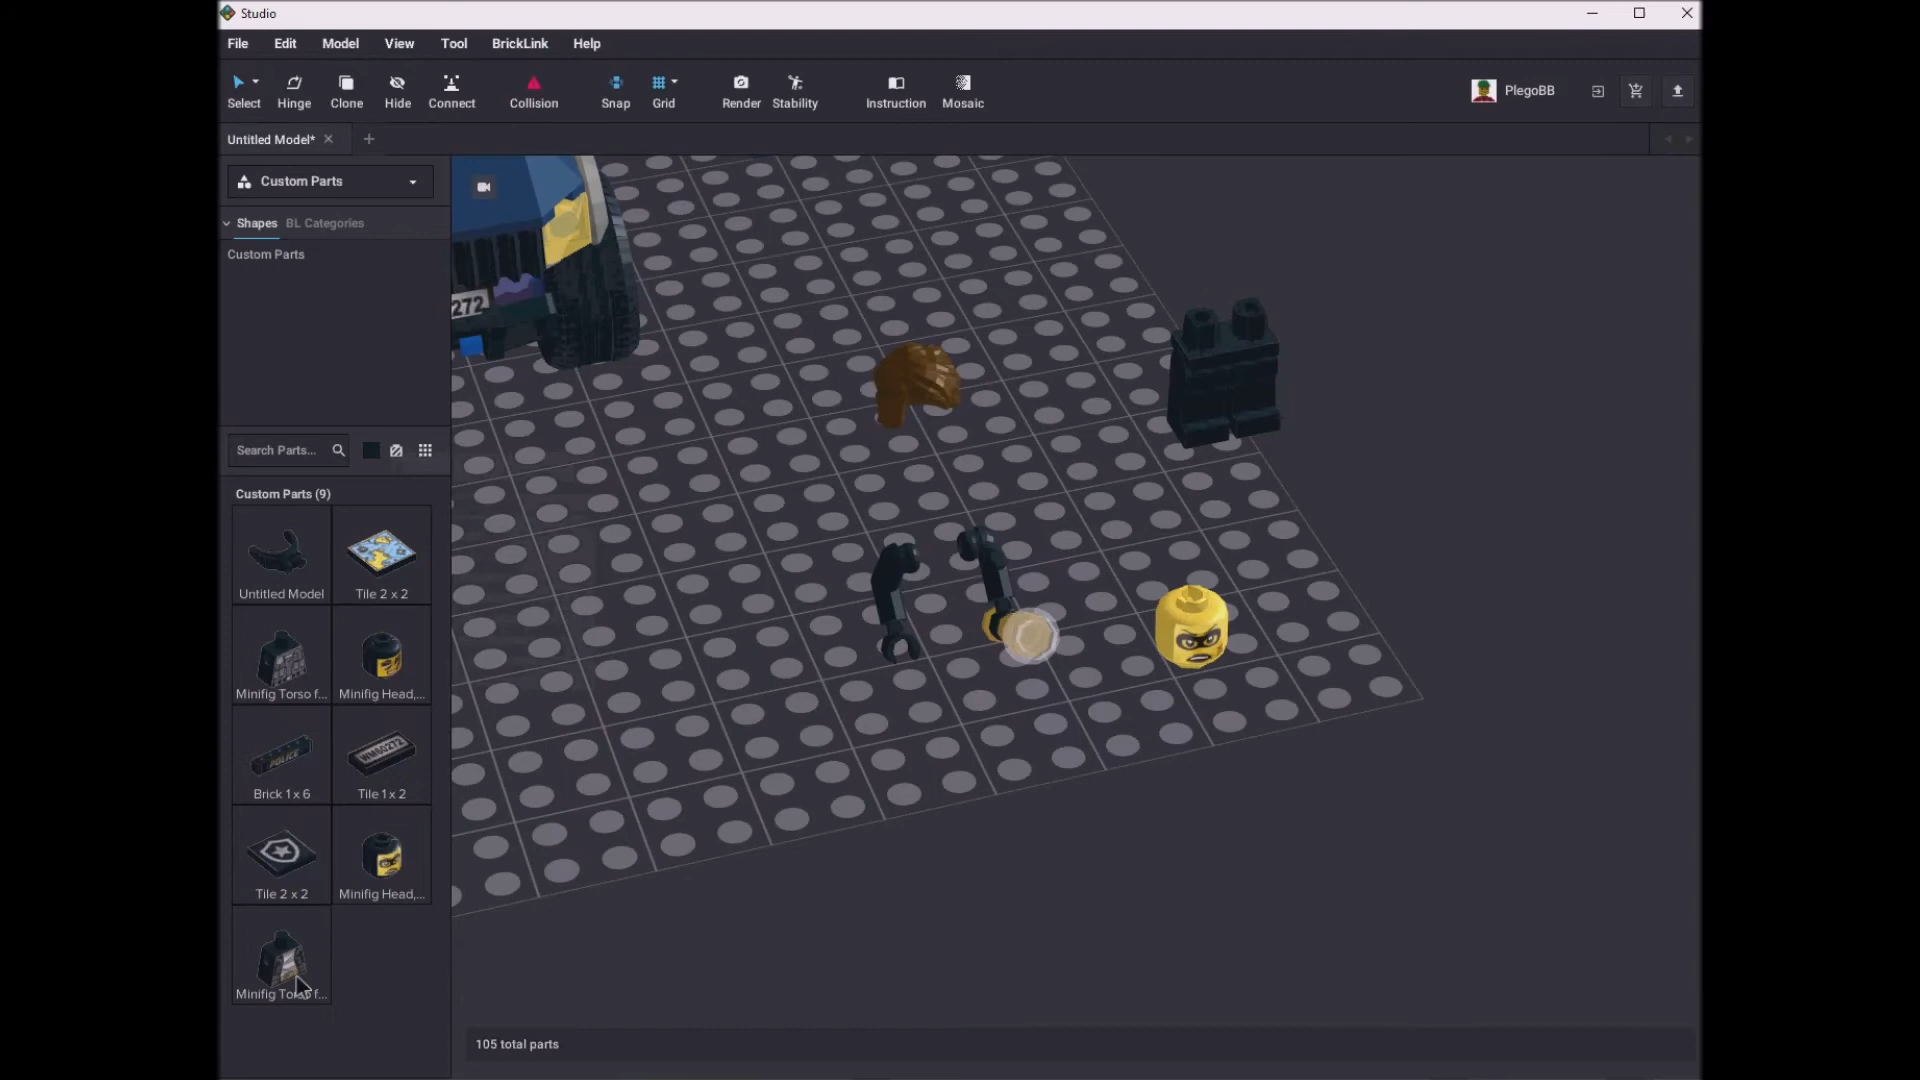 Studio
File Edit Model View Tool BrickLink Help
Select Hinge Clone Hide Connect Collision Snap Grid Render Stability Instruction Mosaic
PlegoBB
Untitled Model*
Custom Parts
Shapes BL Categories
Custom Parts
272
Search Parts...
Custom Parts (9)
Untitled Model Tile 2 x 2
Minifig Torso f... Minifig Head,...
POLICE
Brick 1 x 6 Tile 1 x 2
Tile 2 x 2 Minifig Head,...
Minifig Torso f...
105 total parts